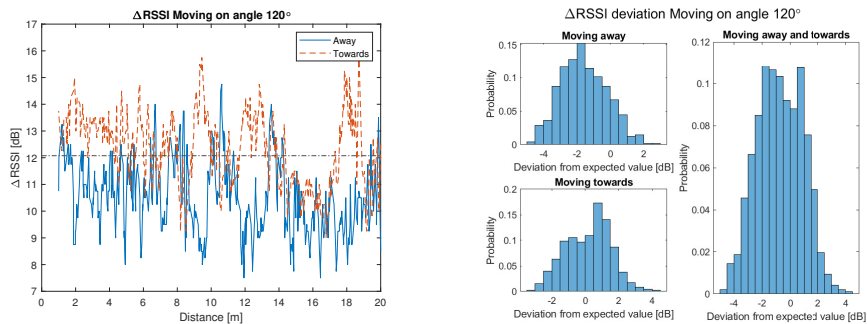 ΔRSSI Moving on angle 120°
17
16
15
14
13
12
11
10
9
8
7
Δ RSSI [dB]
Away
Towards
0 2 4 6 8 10 12 14 16 18 20
Distance [m]
ΔRSSI deviation Moving on angle 120°
Moving away
0.15
0.1
0.05
0
Probability
-4 -2 0 2
Deviation from expected value [dB]
Moving towards
0.2
0.15
0.1
0.05
0
Probability
-2 0 2 4
Deviation from expected value [dB]
Moving away and towards
0.12
0.1
0.08
0.06
0.04
0.02
0
Probability
-4 -2 0 2 4
Deviation from expected value [dB]